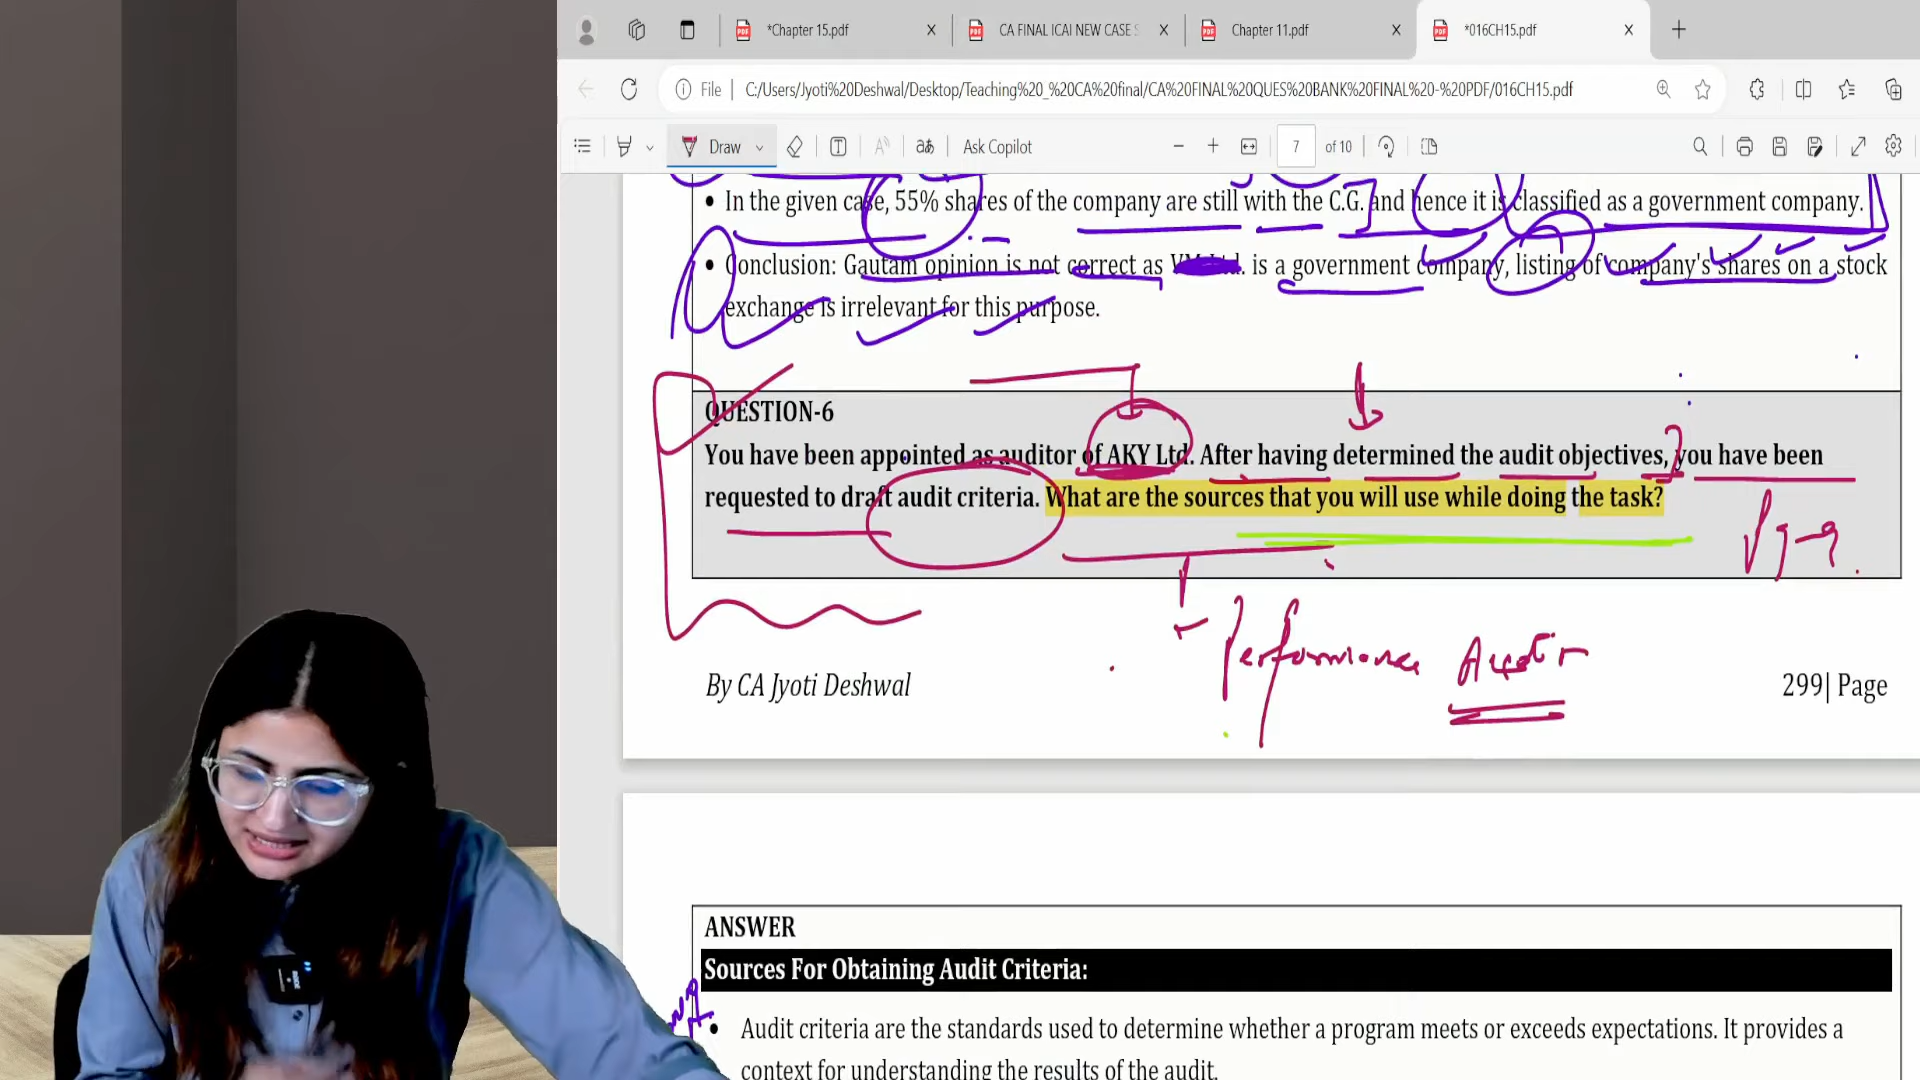 *Chapter 15.pdf
CA FINAL ICAI NEW CASE S
Chapter 11.pdf
*016CH15.pdf
File C:/Users/Jyoti%20Deshwal/Desktop/Teaching%20_%20CA%20final/CA%20FINAL%20QUES%20BANK%20FINAL%20-%20PDF/016CH15.pdf
Draw
Ask Copilot
7 of 10
• In the given case, 55% shares of the company are still with the C.G. and hence it is classified as a government company.
• Conclusion: Gautam opinion is not correct as VM Ltd. is a government company, listing of company's shares on a stock
exchange is irrelevant for this purpose.
QUESTION-6
You have been appointed as auditor of AKY Ltd. After having determined the audit objectives, you have been
requested to draft audit criteria. What are the sources that you will use while doing the task?
Performance Audit
By CA Jyoti Deshwal
299| Page
ANSWER
Sources For Obtaining Audit Criteria:
• Audit criteria are the standards used to determine whether a program meets or exceeds expectations. It provides a
context for understanding the results of the audit.